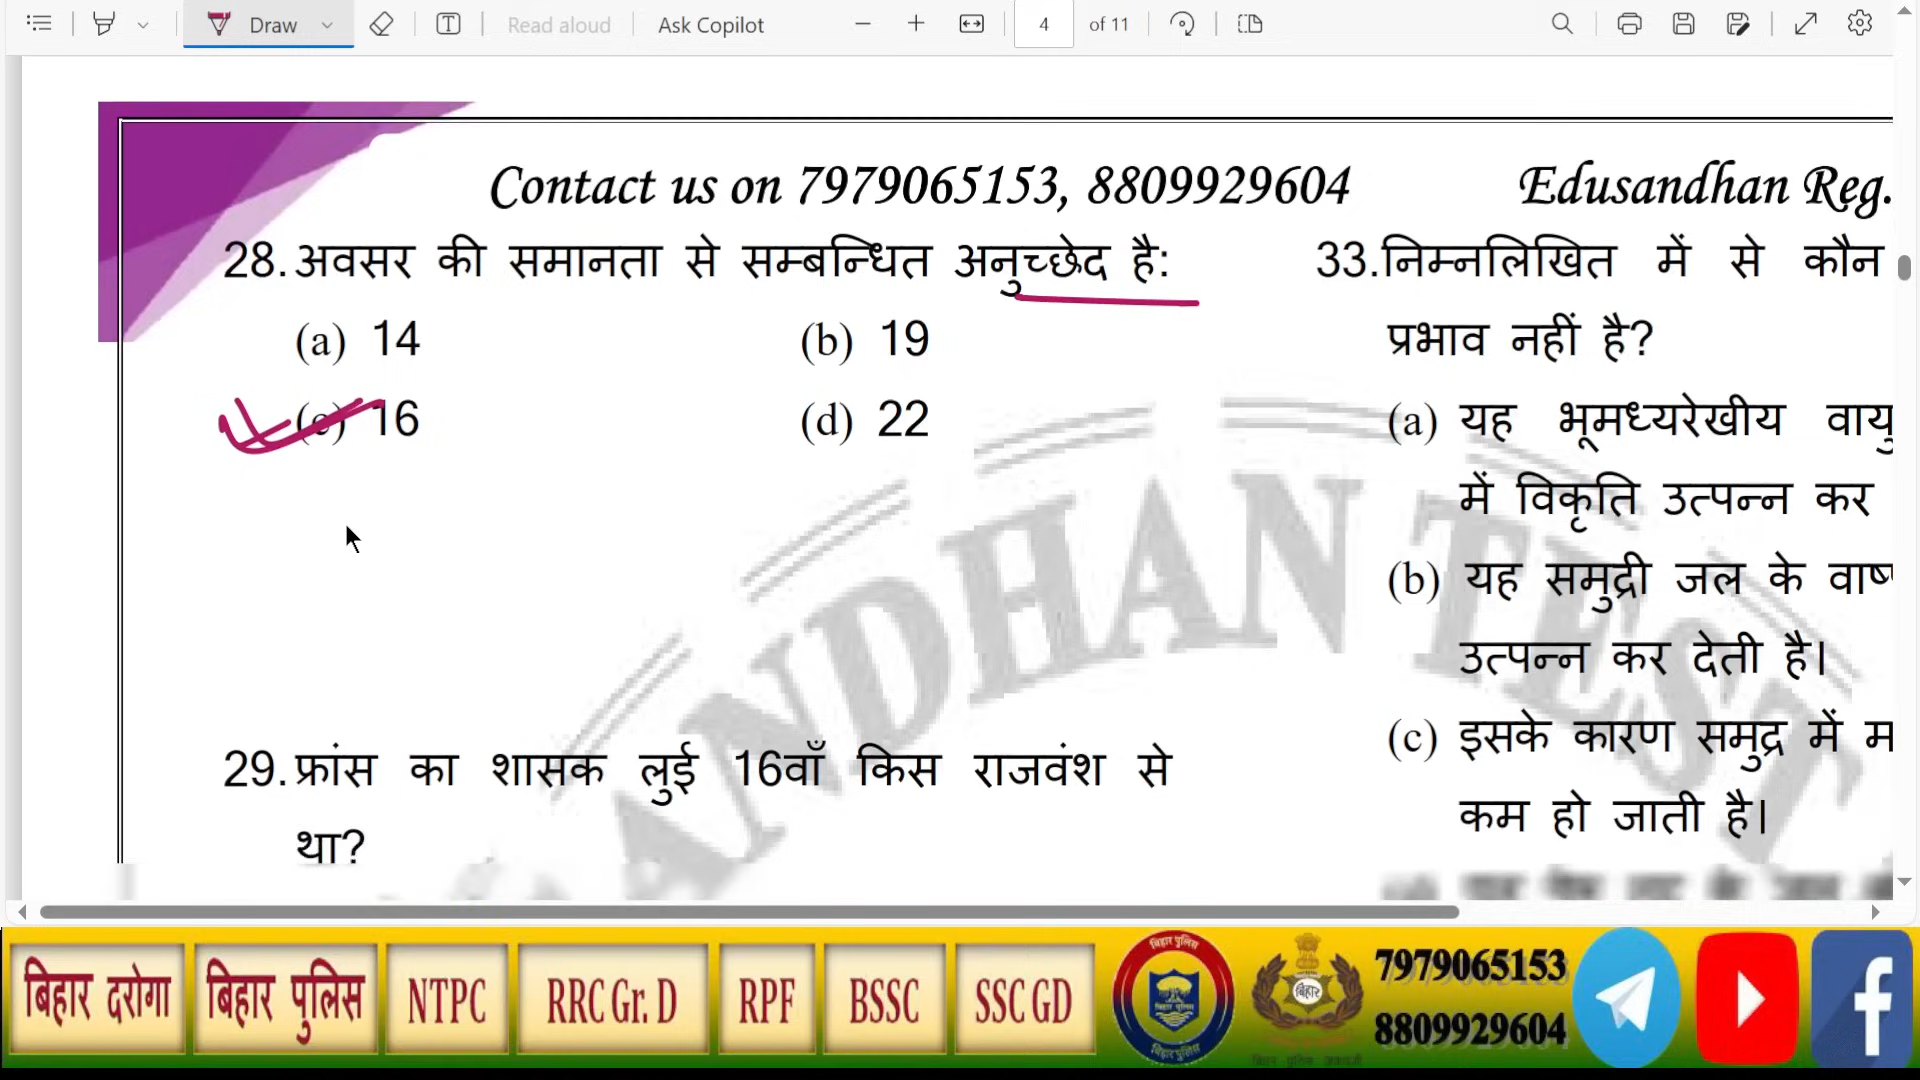 Draw
Read aloud
Ask Copilot
4 of 11
Contact us on 7979065153, 8809929604
Edusandhan Reg.
28. अवसर की समानता से सम्बन्धित अनुच्छेद है:
(a) 14
(b) 19
(c) 16
(d) 22
29. फ्रांस का शासक लुई 16वाँ किस राजवंश से
था?
33. निम्नलिखित में से कौन
प्रभाव नहीं है?
(a) यह भूमध्यरेखीय वायु
में विकृति उत्पन्न कर
(b) यह समुद्री जल के
उत्पन्न कर देती है।
(c) इसके कारण समुद्र में
कम हो जाती है।
ANDHAN TEST
बिहार दरोगा
बिहार पुलिस
NTPC
RRC Gr. D
RPF
BSSC
SSC GD
बिहार पुलिस
बिहार
7979065153
8809929604